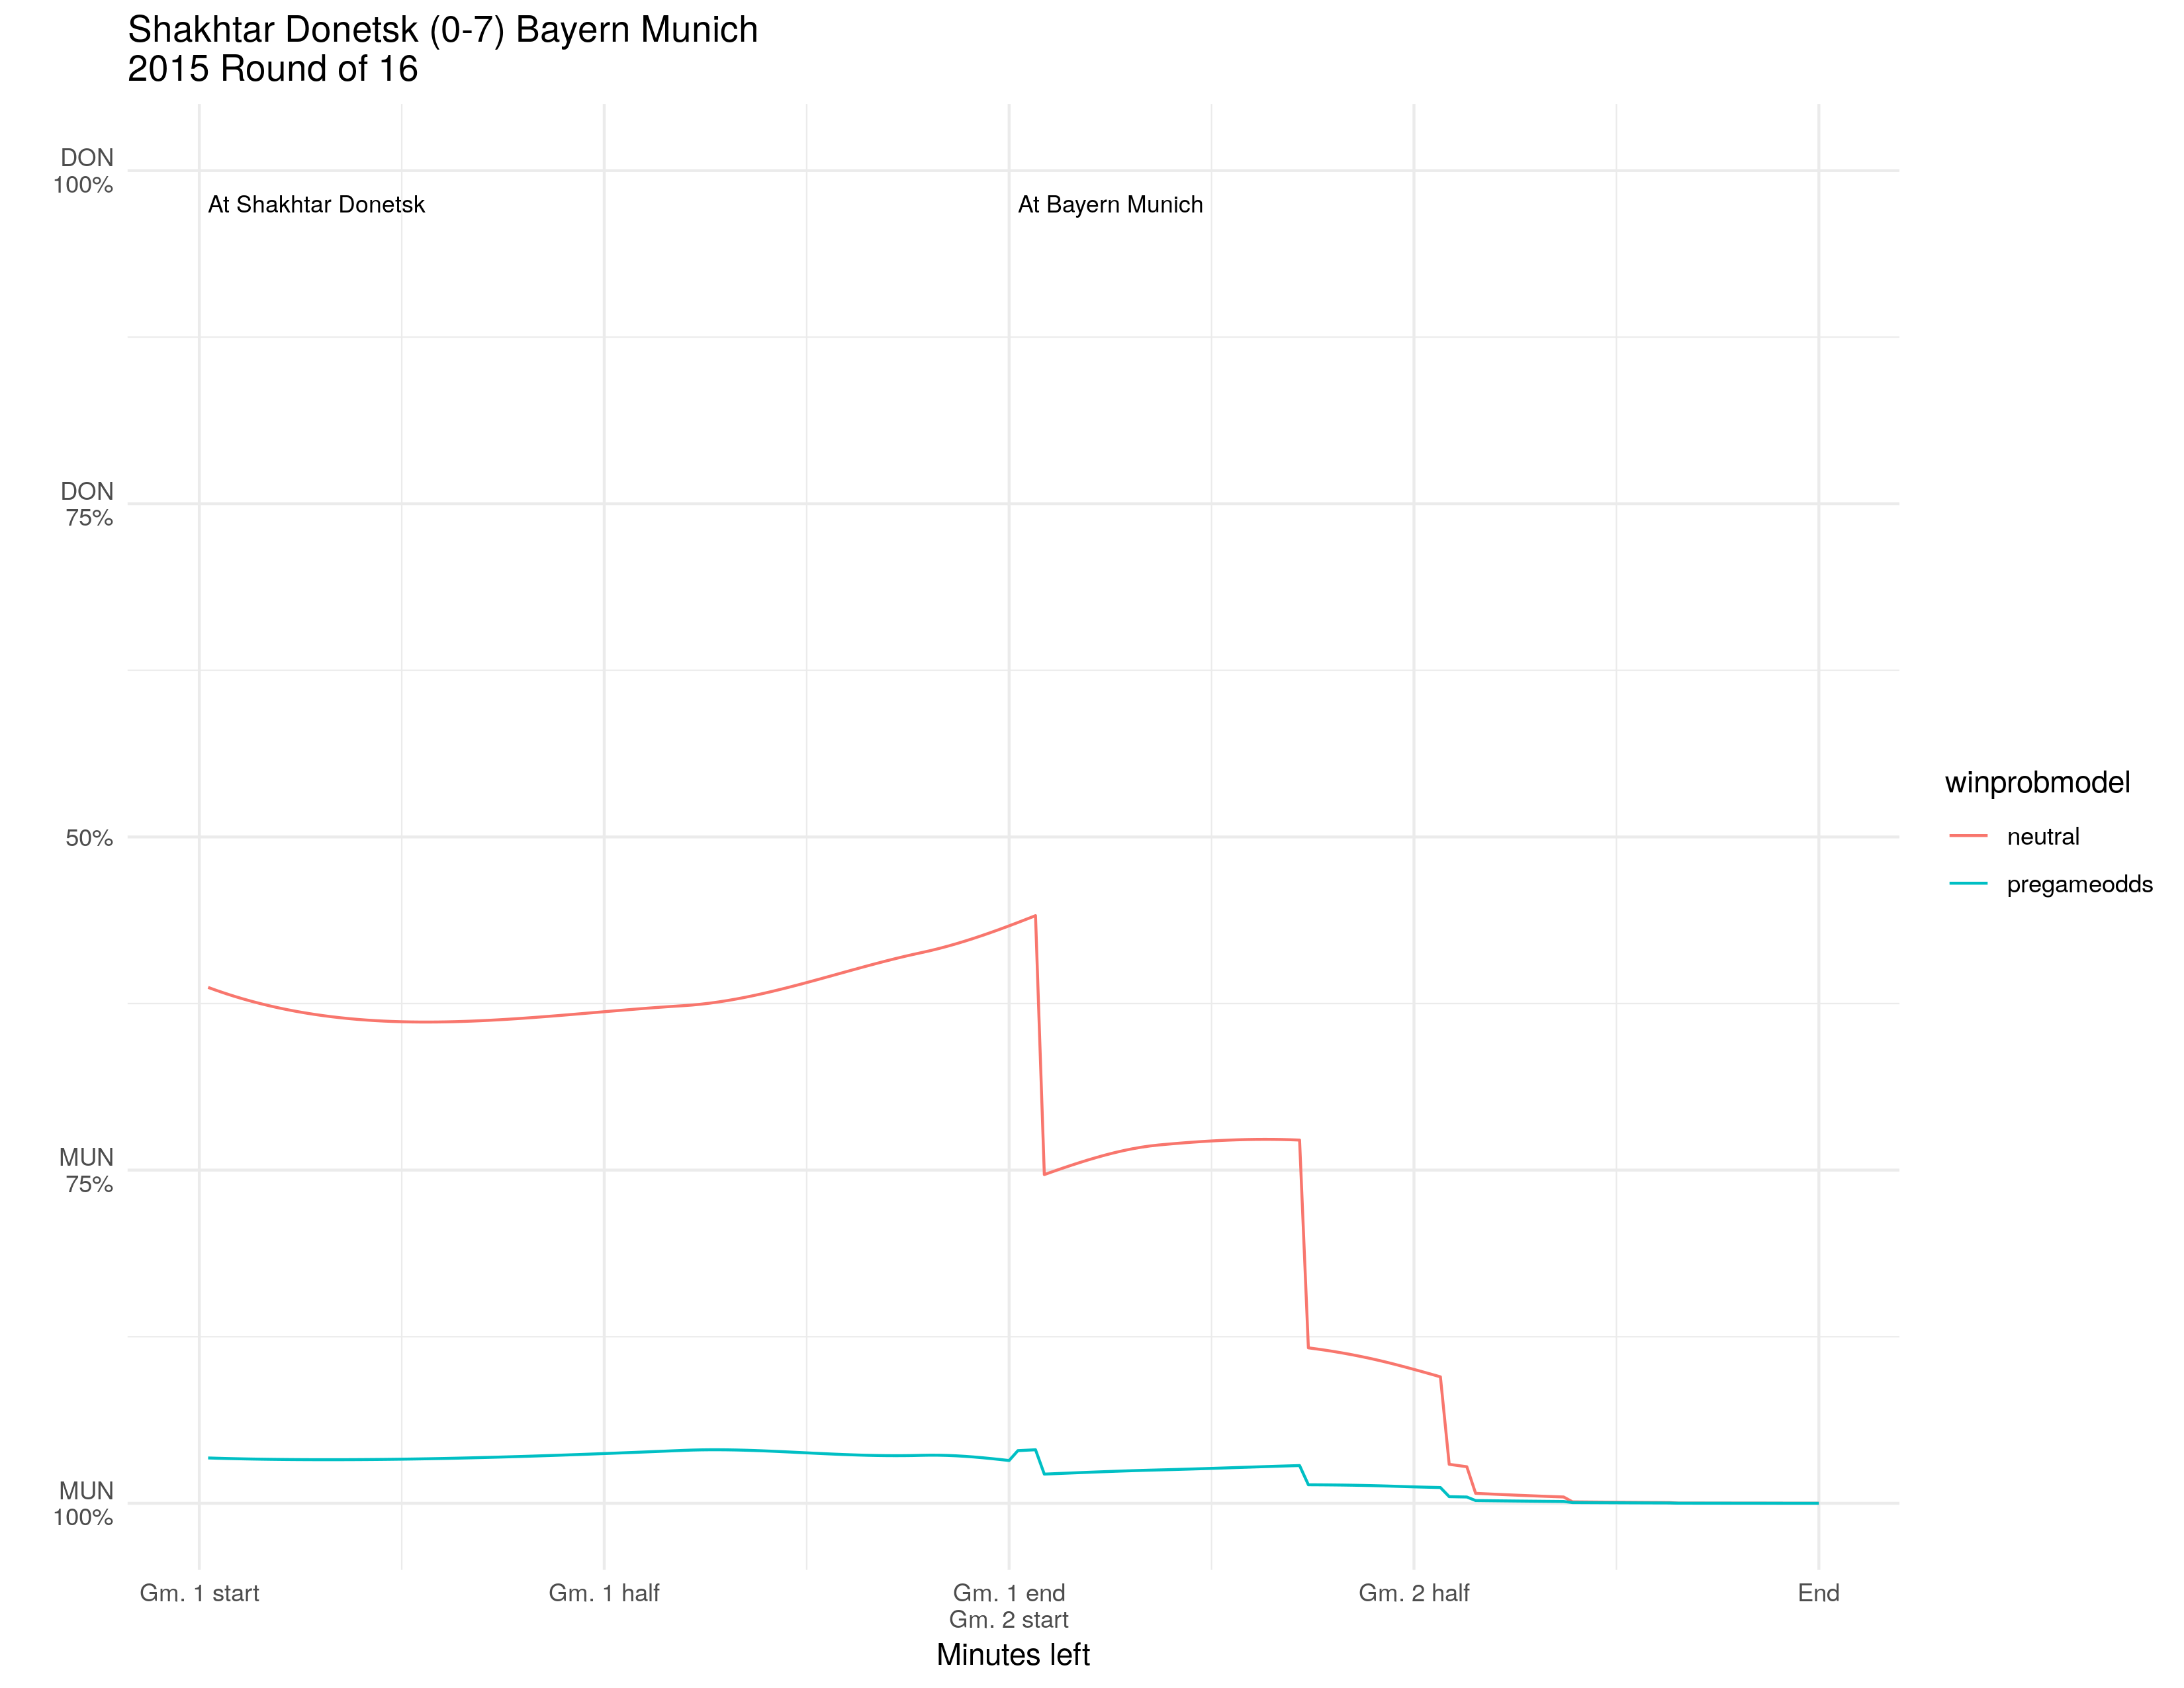 Shakhtar Donetsk (0-7) Bayern Munich
2015 Round of 16
DON
100%
At Shakhtar Donetsk
At Bayern Munich
DON
75%
50%
MUN
75%
MUN
100%
winprobmodel
neutral
pregameodds
Gm. 1 start
Gm. 1 half
Gm. 1 end
Gm. 2 start
Gm. 2 half
End
Minutes left